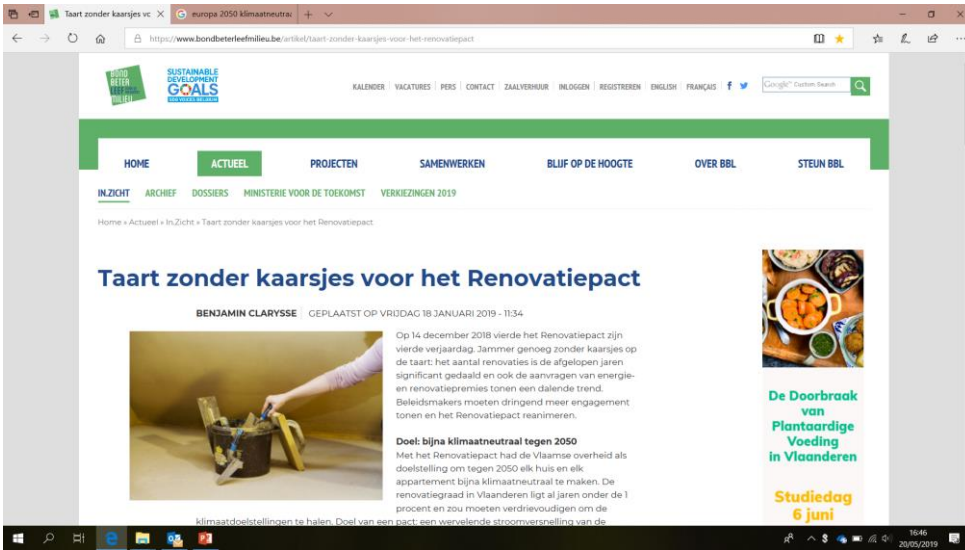 Taart zonder kaarsjes vc
europa 2050 klimaatneutraa
https://www.bondbeterleefmilieu.be/artikel/taart-zonder-kaarsjes-voor-het-renovatiepact
BOND
BETER
LEEF
MILIEU
SUSTAINABLE
DEVELOPMENT
GOALS
KALENDER VACATURES PERS CONTACT ZAALVERHUUR INLOGGEN REGISTREREN ENGLISH FRANÇAIS
Google Custom Search
HOME ACTUEEL PROJECTEN SAMENWERKEN BLIJF OP DE HOOGTE OVER BBL STEUN BBL
IN.ZICHT ARCHIEF DOSSIERS MINISTERIE VOOR DE TOEKOMST VERKIEZINGEN 2019
Home » Actueel » In.Zicht » Taart zonder kaarsjes voor het Renovatiepact
Taart zonder kaarsjes voor het Renovatiepact
BENJAMIN CLARYSSE GEPLAATST OP VRIJDAG 18 JANUARI 2019 - 11:34
Op 14 december 2018 vierde het Renovatiepact zijn
vierde verjaardag. Jammer genoeg zonder kaarsjes op
de taart: het aantal renovaties is de afgelopen jaren
significant gedaald en ook de aanvragen van energie-
en renovatiepremies tonen een dalende trend.
Beleidsmakers moeten dringend meer engagement
tonen en het Renovatiepact reanimeren.
Doel: bijna klimaatneutraal tegen 2050
Met het Renovatiepact had de Vlaamse overheid als
doelstelling om tegen 2050 elk huis en elk
appartement bijna klimaatneutraal te maken. De
renovatiegraad in Vlaanderen ligt al jaren onder de 1
procent en zou moeten verdrievoudigen om de
klimaatdoelstellingen te halen. Doel van een pact: een wervelende stroomversnelling van de
De Doorbraak
van
Plantaardige
Voeding
in Vlaanderen
Studiedag
6 juni
16:46
20/05/2019